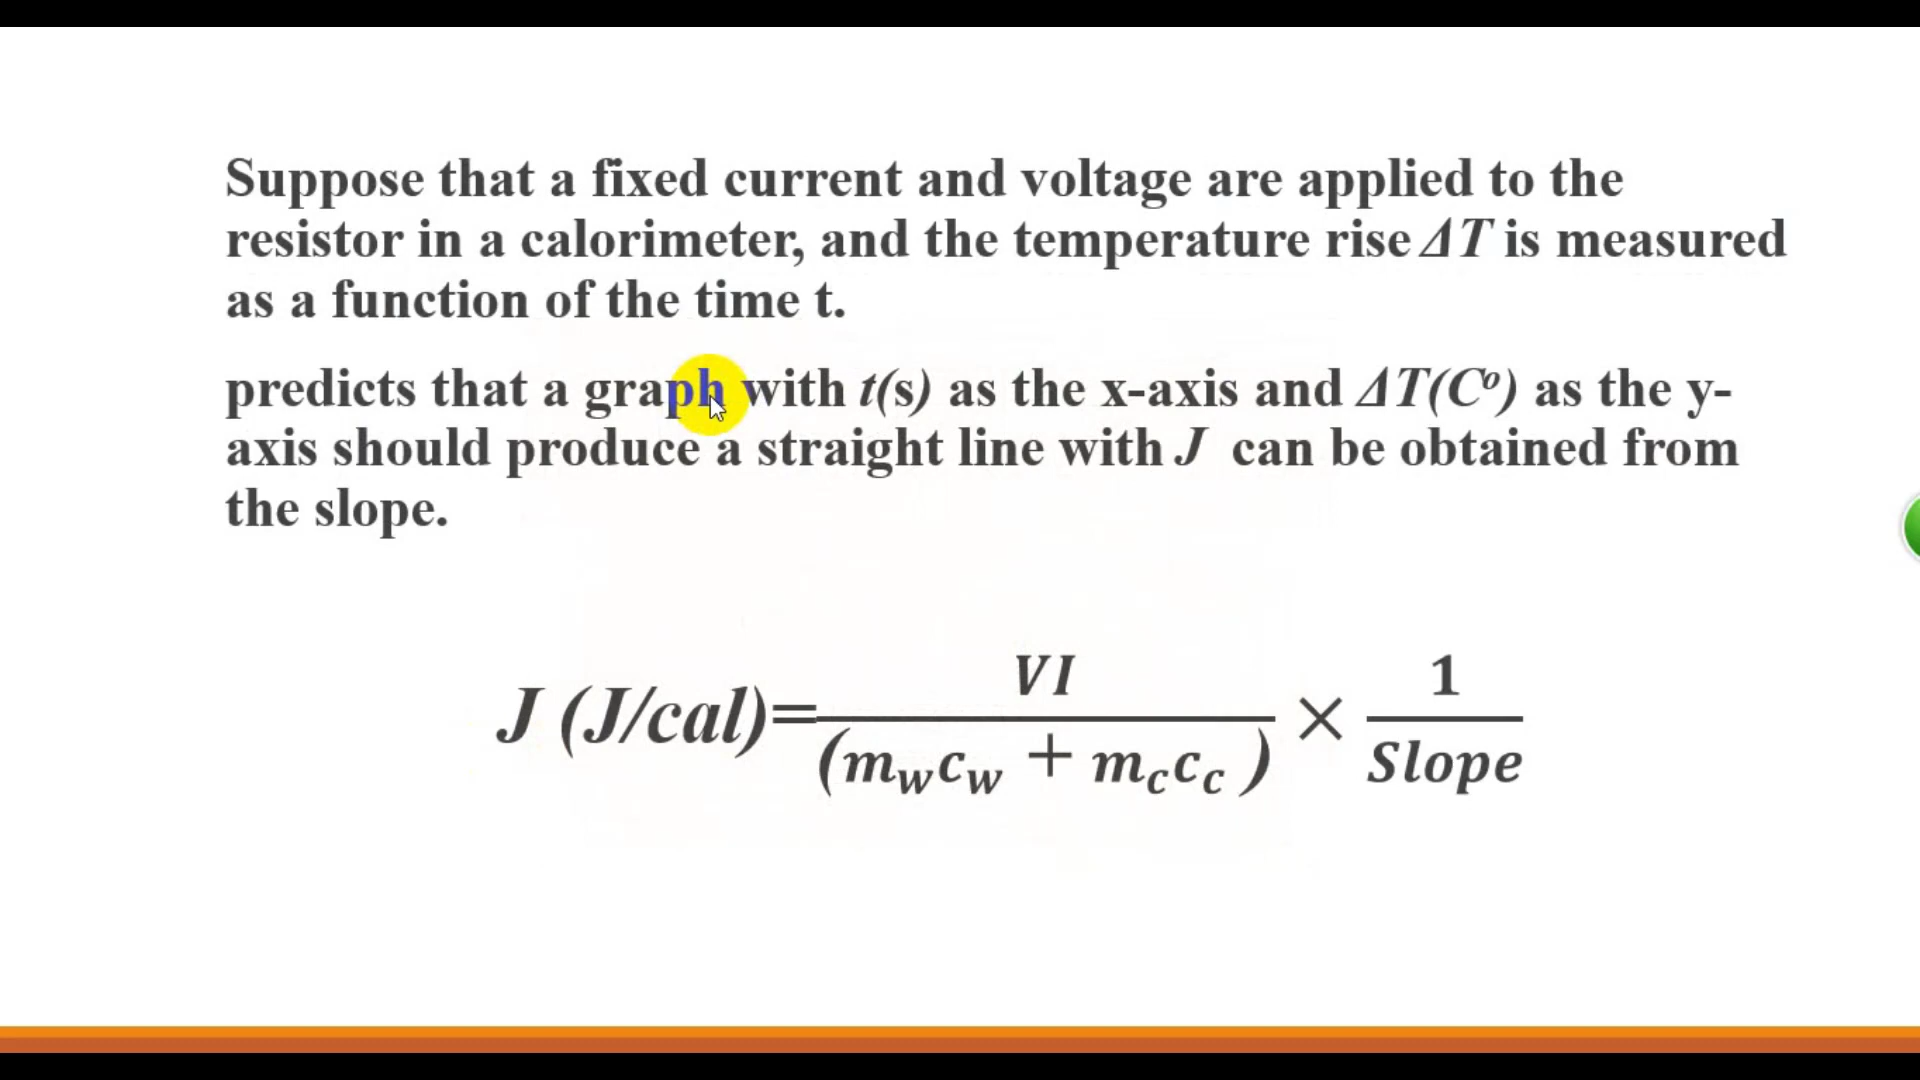 Suppose that a fixed current and voltage are applied to the
resistor in a calorimeter, and the temperature rise ΔT is measured
as a function of the time t.
predicts that a graph with t(s) as the x-axis and ΔT(Cº) as the y-
axis should produce a straight line with J can be obtained from
the slope.
J (J/cal)= VI / (m_w c_w + m_c c_c ) × 1 / Slope